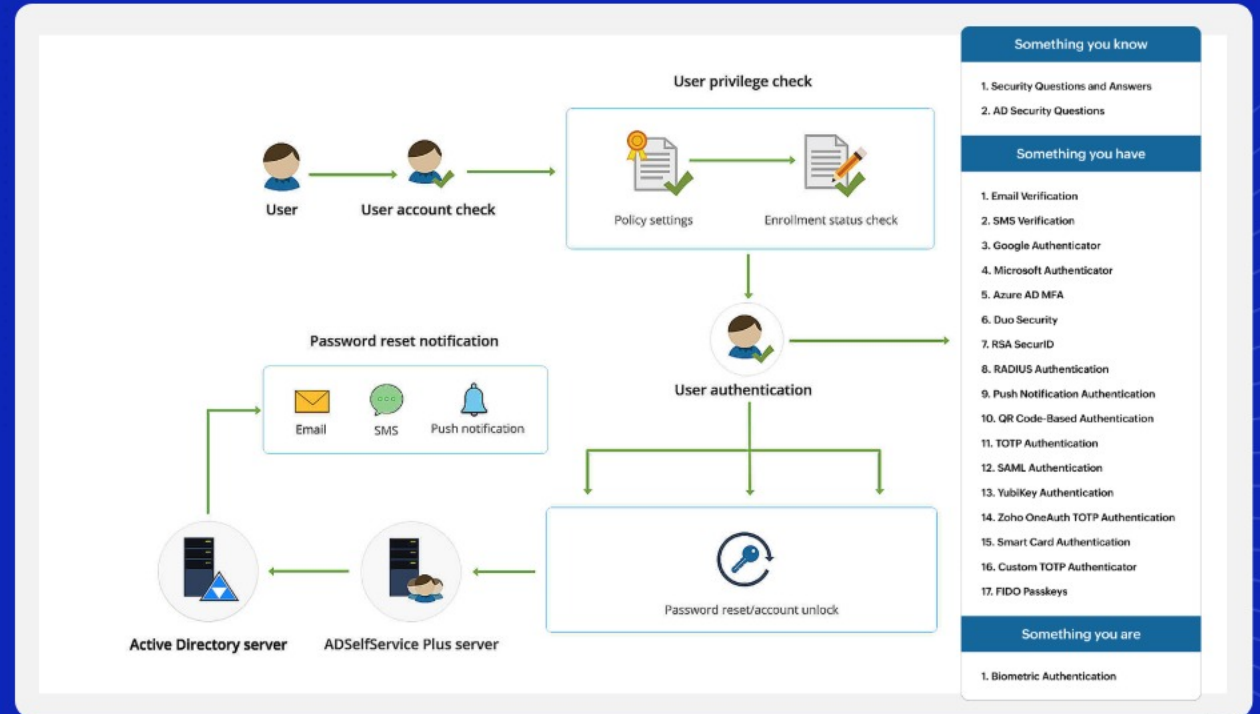 User privilege check
User
User account check
Policy settings
Enrollment status check
User authentication
Password reset notification
Email
SMS
Push notification
Password reset/account unlock
ADSelfService Plus server
Active Directory server
Something you know
1. Security Questions and Answers
2. AD Security Questions
Something you have
1. Email Verification
2. SMS Verification
3. Google Authenticator
4. Microsoft Authenticator
5. Azure AD MFA
6. Duo Security
7. RSA SecurID
8. RADIUS Authentication
9. Push Notification Authentication
10. QR Code-Based Authentication
11. TOTP Authentication
12. SAML Authentication
13. YubiKey Authentication
14. Zoho OneAuth TOTP Authentication
15. Smart Card Authentication
16. Custom TOTP Authenticator
17. FIDO Passkeys
Something you are
1. Biometric Authentication